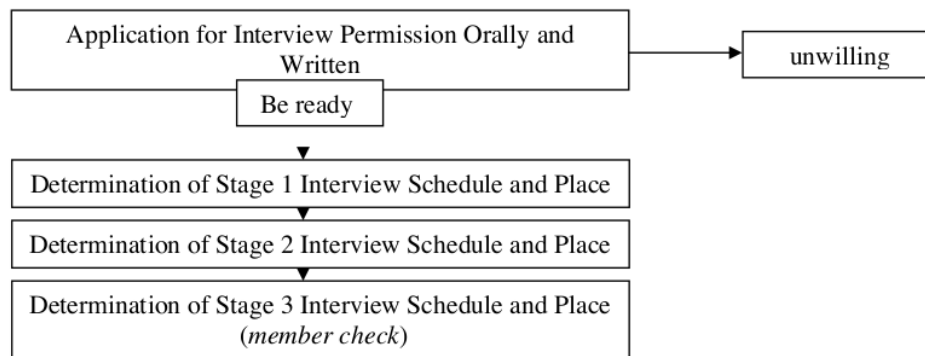 Application for Interview Permission Orally and
Written
unwilling
Be ready
Determination of Stage 1 Interview Schedule and Place
Determination of Stage 2 Interview Schedule and Place
Determination of Stage 3 Interview Schedule and Place
(member check)